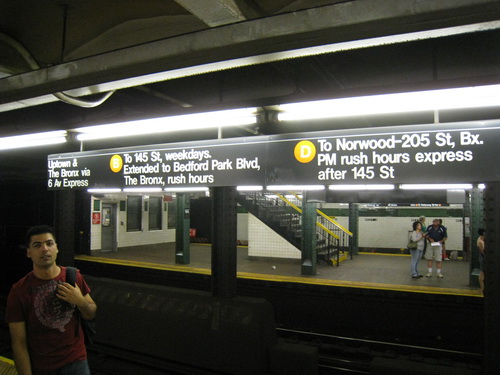 Uptown &
The Bronx via
6 Av Express
B
To 145 St, weekdays.
Extended to Bedford Park Blvd,
The Bronx, rush hours
D
To Norwood-205 St, Bx.
PM rush hours express
after 145 St